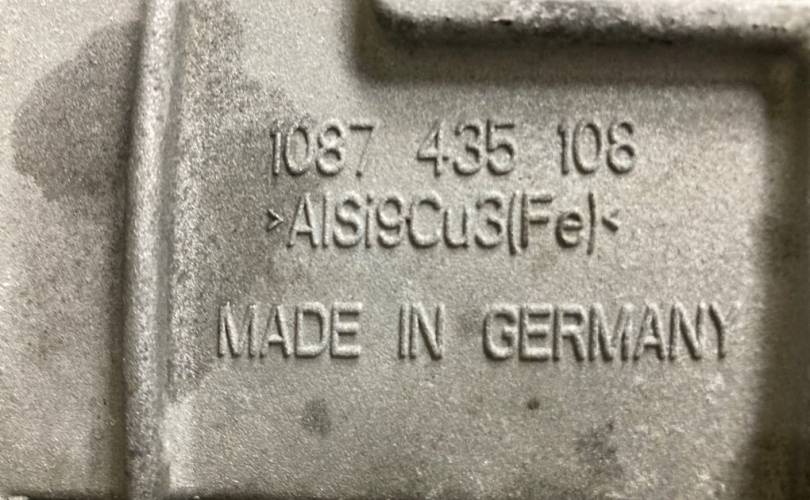 1087 435 108
>AlSi9Cu3(Fe)<
MADE IN GERMANY